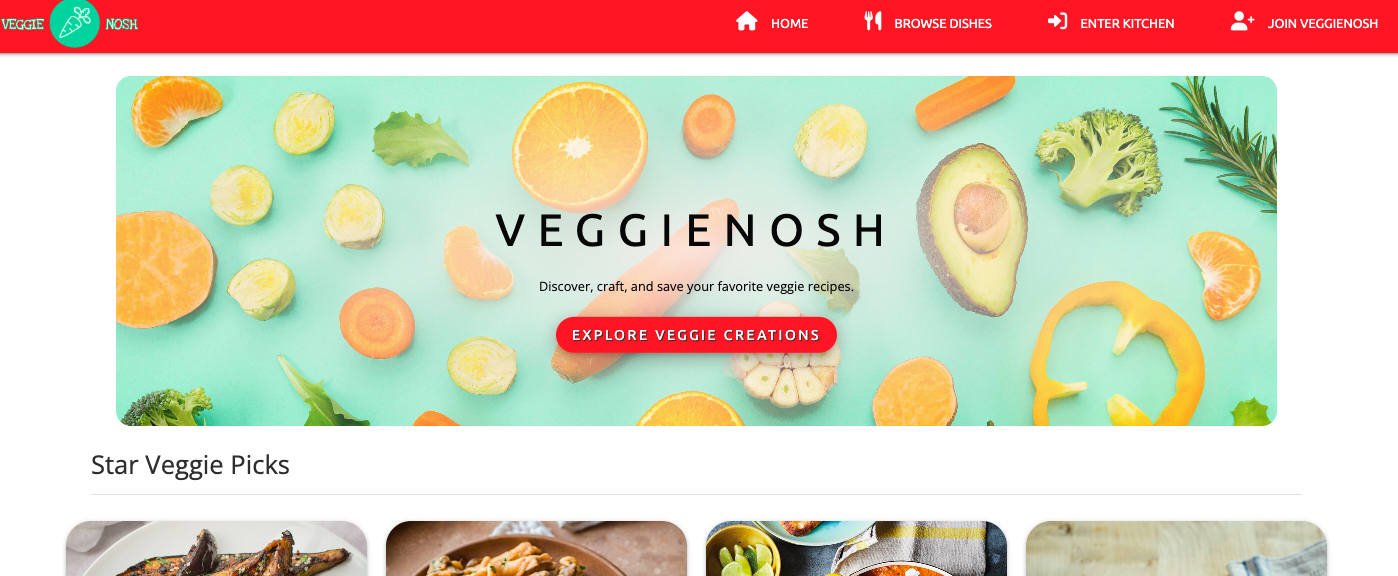 VEGGIE NOSH
HOME
BROWSE DISHES
ENTER KITCHEN
JOIN VEGGIENOSH
VEGGIENOSH
Discover, craft, and save your favorite veggie recipes.
EXPLORE VEGGIE CREATIONS
Star Veggie Picks